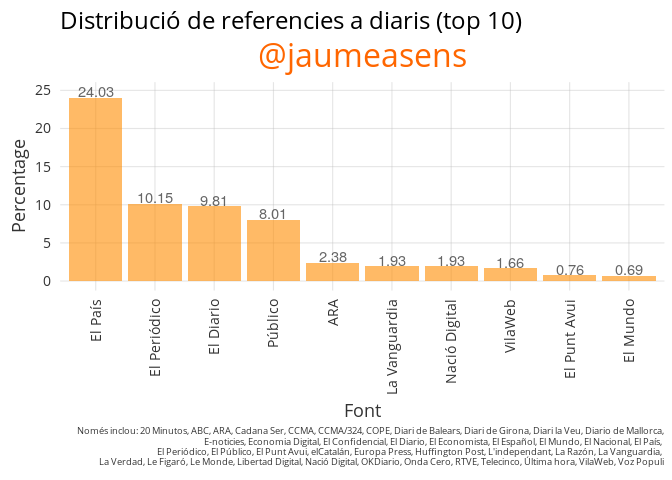 Distribució de referencies a diaris (top 10)
@jaumeasens
Percentage
25
20
15
10
5
0
24.03
10.15
9.81
8.01
2.38
1.93
1.93
1.66
0.76
0.69
El País
El Periódico
El Diario
Público
ARA
La Vanguardia
Nació Digital
VilaWeb
El Punt Avui
El Mundo
Font
Només inclou: 20 Minutos, ABC, ARA, Cadana Ser, CCMA, CCMA/324, COPE, Diari de Balears, Diari de Girona, Diari la Veu, Diario de Mallorca,
E-noticies, Economia Digital, El Confidencial, El Diario, El Economista, El Español, El Mundo, El Nacional, El País,
El Periódico, El Público, El Punt Avui, elCatalán, Europa Press, Huffington Post, L'independant, La Razón, La Vanguardia,
La Verdad, Le Figaró, Le Monde, Libertad Digital, Nació Digital, OKDiario, Onda Cero, RTVE, Telecinco, Última hora, VilaWeb, Voz Populi